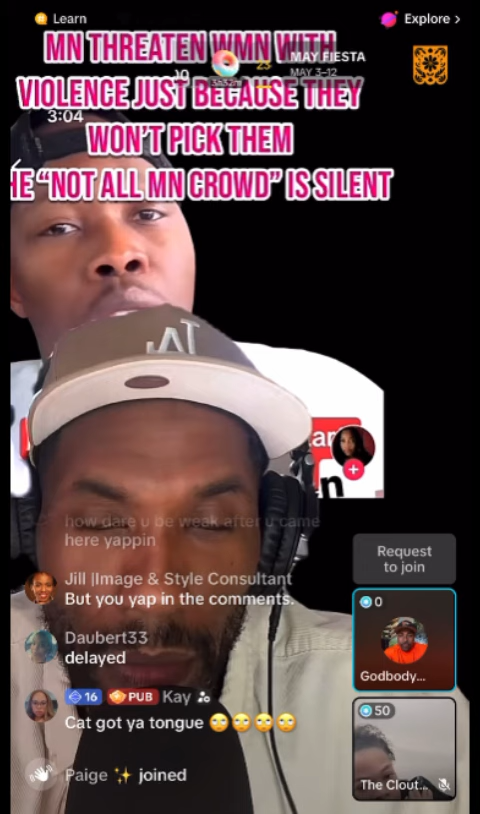 Learn
Explore >
MN THREATEN WMN WITH
MAY FIESTA
MAY 3–12
VIOLENCE JUST BECAUSE THEY
3:04
WON'T PICK THEM
HE "NOT ALL MN CROWD" IS SILENT
how dare u be weak after u came
here yappin
Request
to join
Jill |Image & Style Consultant
But you yap in the comments.
0
Godbody...
Daubert33
delayed
16 PUB Kay
Cat got ya tongue 🙄🙄🙄🙄
50
The Clout...
Paige ✨ joined